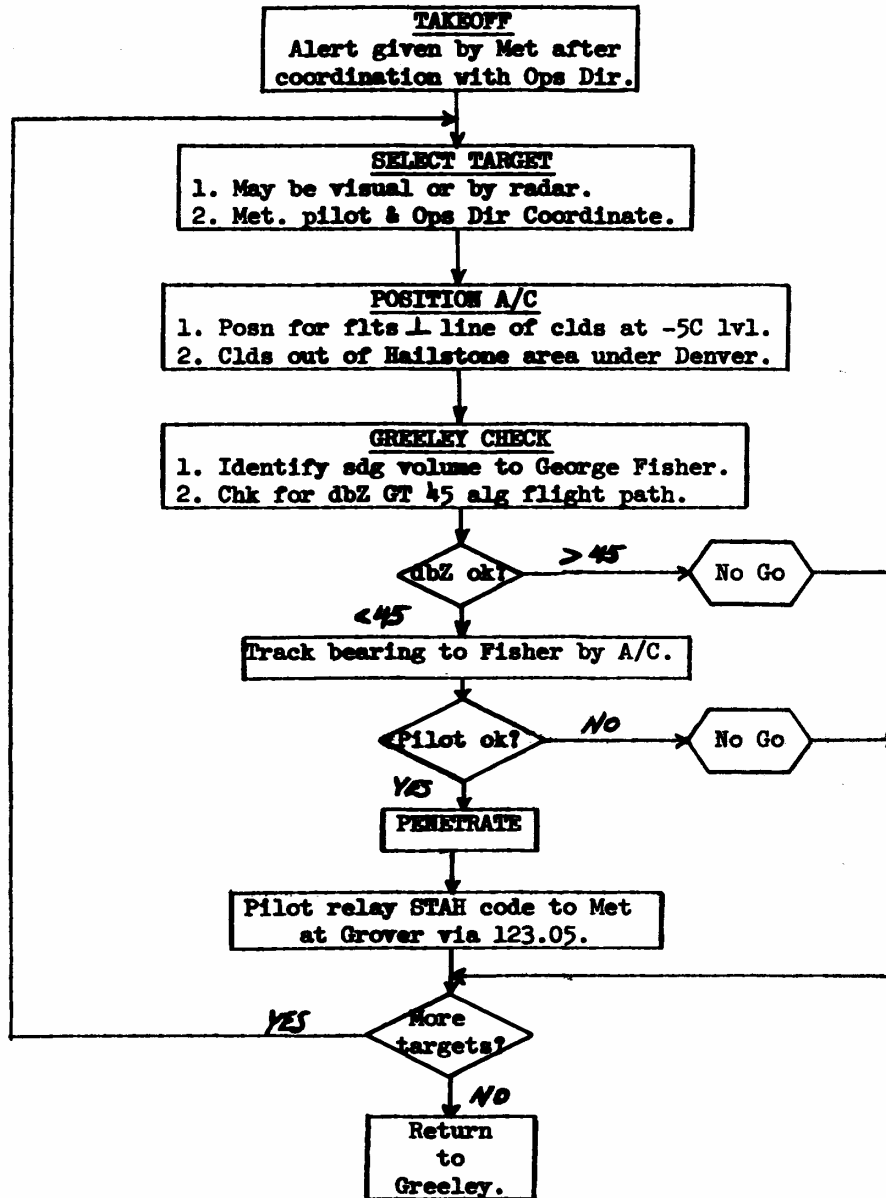 TAKEOFF
Alert given by Met after
coordination with Ops Dir.
SELECT TARGET
1. May be visual or by radar.
2. Met. pilot & Ops Dir Coordinate.
POSITION A/C
1. Posn for flts ⊥ line of clds at -5C lvl.
2. Clds out of Hailstone area under Denver.
GREELEY CHECK
1. Identify sdg volume to George Fisher.
2. Chk for dbZ GT 45 alg flight path.
dbZ ok?
> 45
No Go
<45
Track bearing to Fisher by A/C.
Pilot ok?
NO
No Go
YES
PENETRATE
Pilot relay STAH code to Met
at Grover via 123.05.
More
targets?
YES
NO
Return
to
Greeley.